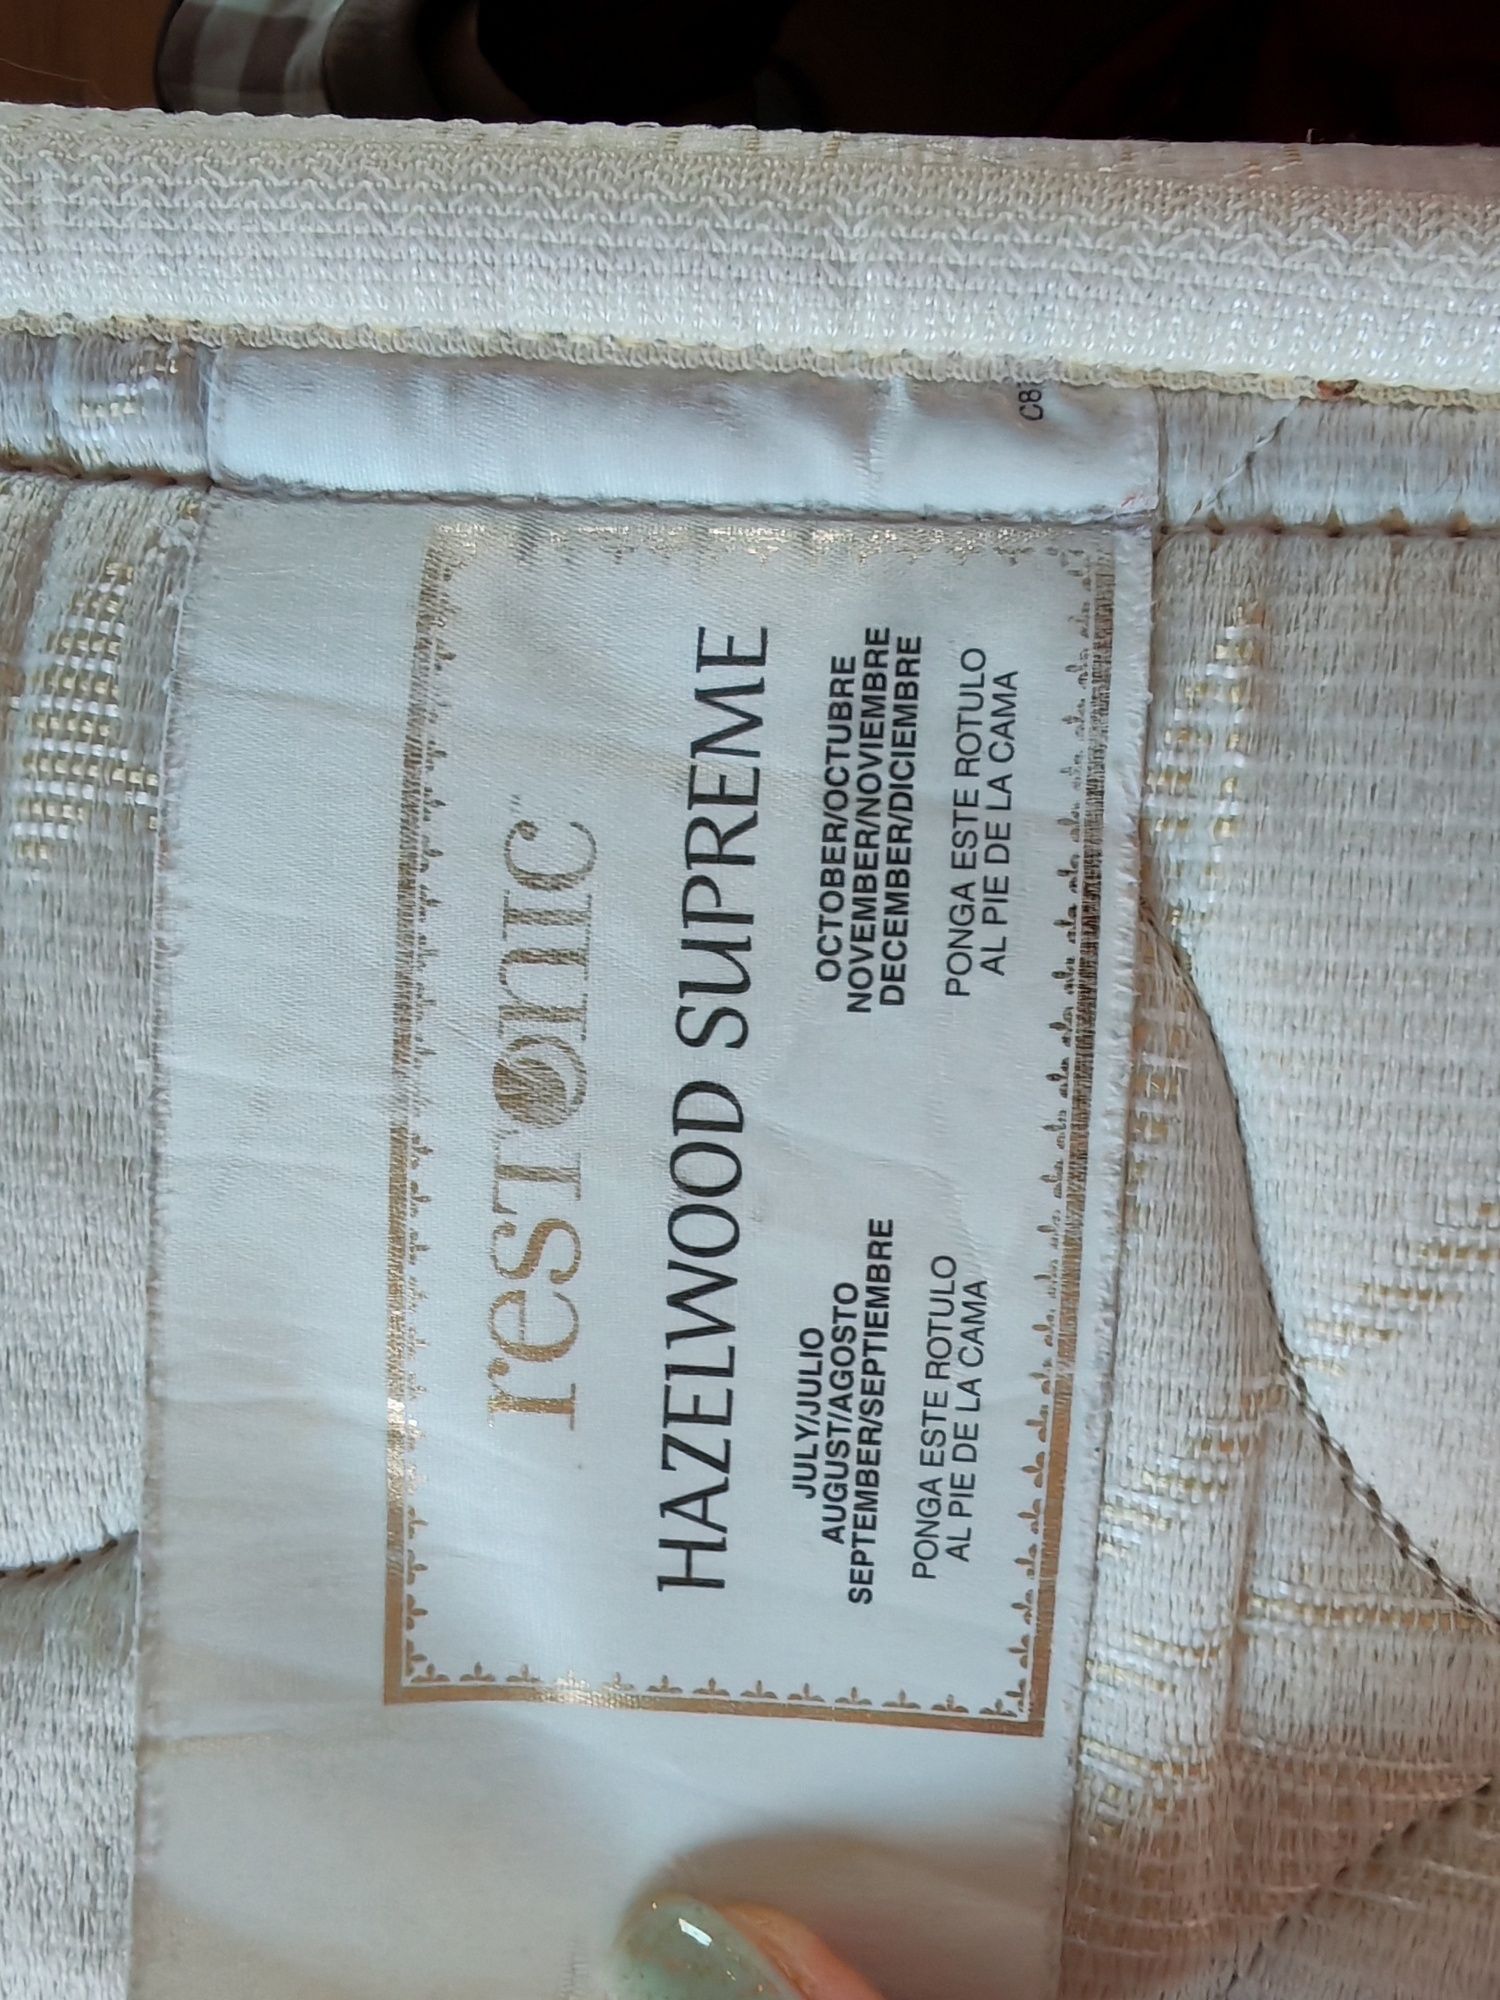 restonic™
HAZELWOOD SUPREME
JULY/JULIO
AUGUST/AGOSTO
SEPTEMBER/SEPTIEMBRE
PONGA ESTE ROTULO
AL PIE DE LA CAMA
OCTOBER/OCTUBRE
NOVEMBER/NOVIEMBRE
DECEMBER/DICIEMBRE
PONGA ESTE ROTULO
AL PIE DE LA CAMA